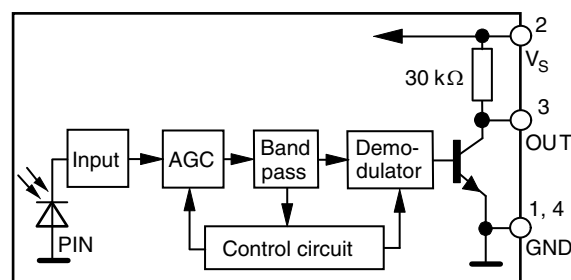 2
V_S
30 kΩ
3
OUT
Input
AGC
Band
pass
Demo-
dulator
1, 4
GND
PIN
Control circuit